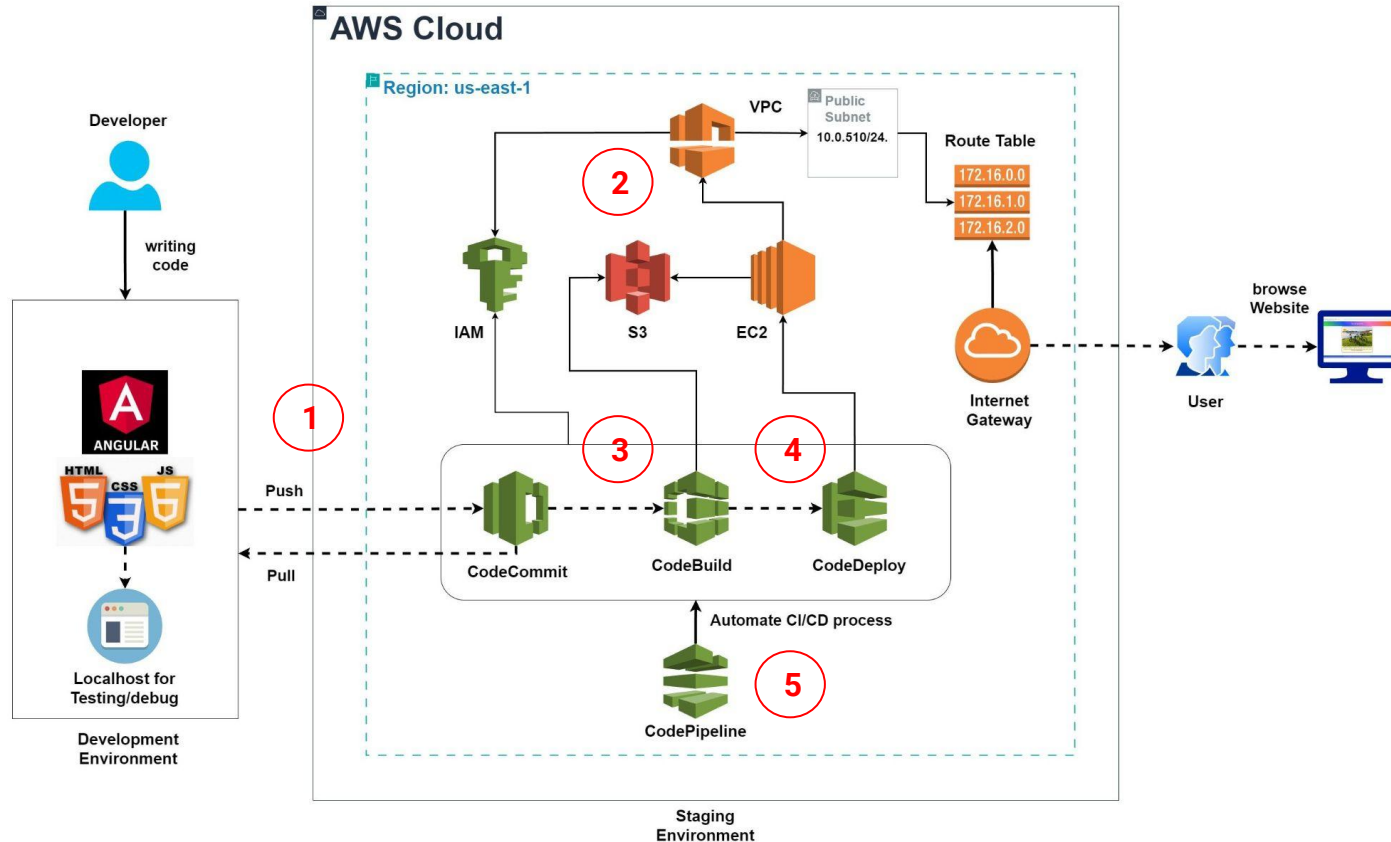 AWS Cloud
Region: us-east-1
Developer
writing
code
ANGULAR
HTML
CSS
JS
5
3
6
Localhost for
Testing/debug
Development
Environment
1
Push
Pull
VPC
Public
Subnet
10.0.510/24.
Route Table
172.16.0.0
172.16.1.0
172.16.2.0
2
IAM
S3
EC2
Internet
Gateway
User
browse
Website
3
4
CodeCommit
CodeBuild
CodeDeploy
Automate CI/CD process
5
CodePipeline
Staging
Environment